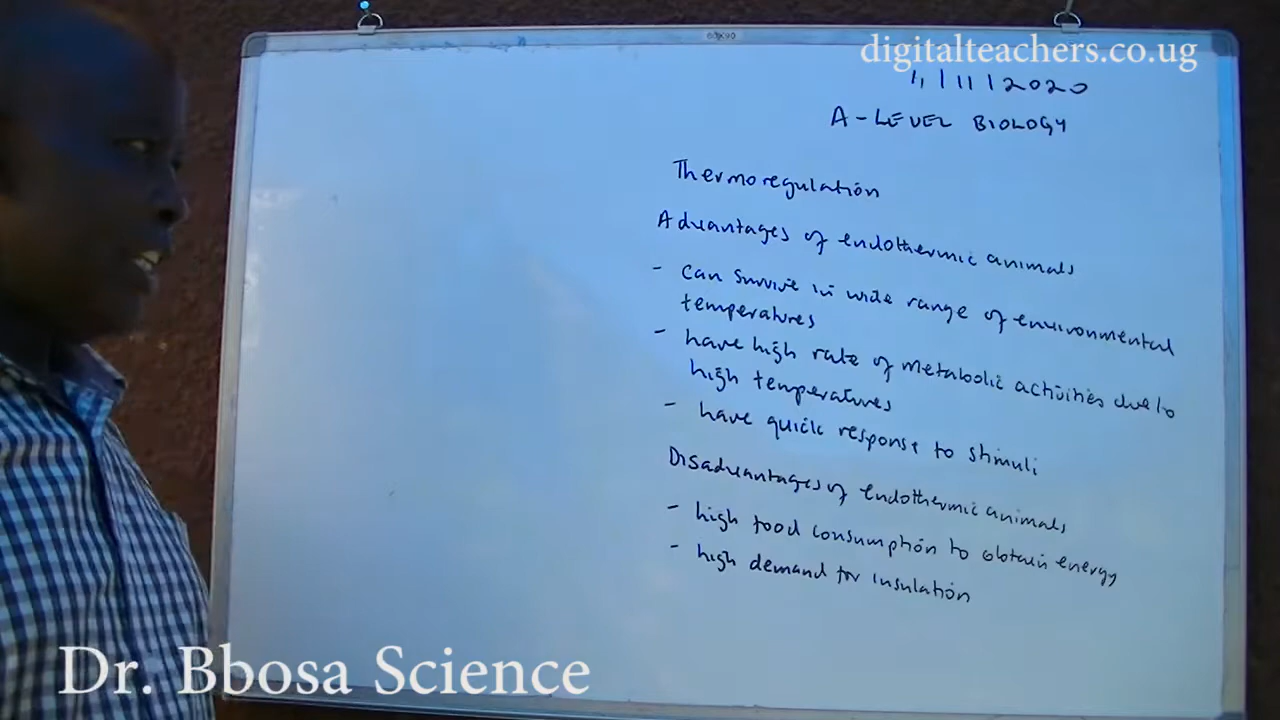 60x90
digitalteachers.co.ug
11/2020
A-LEVEL BIOLOGY
Thermoregulation
Advantages of endothermic animals
- can survive in wide range of environmental
temperatures
- have high rate of metabolic activities due to
high temperatures
- have quick response to stimuli
Disadvantages of endothermic animals
- high food consumption to obtain energy
- high demand for insulation
Dr. Bbosa Science